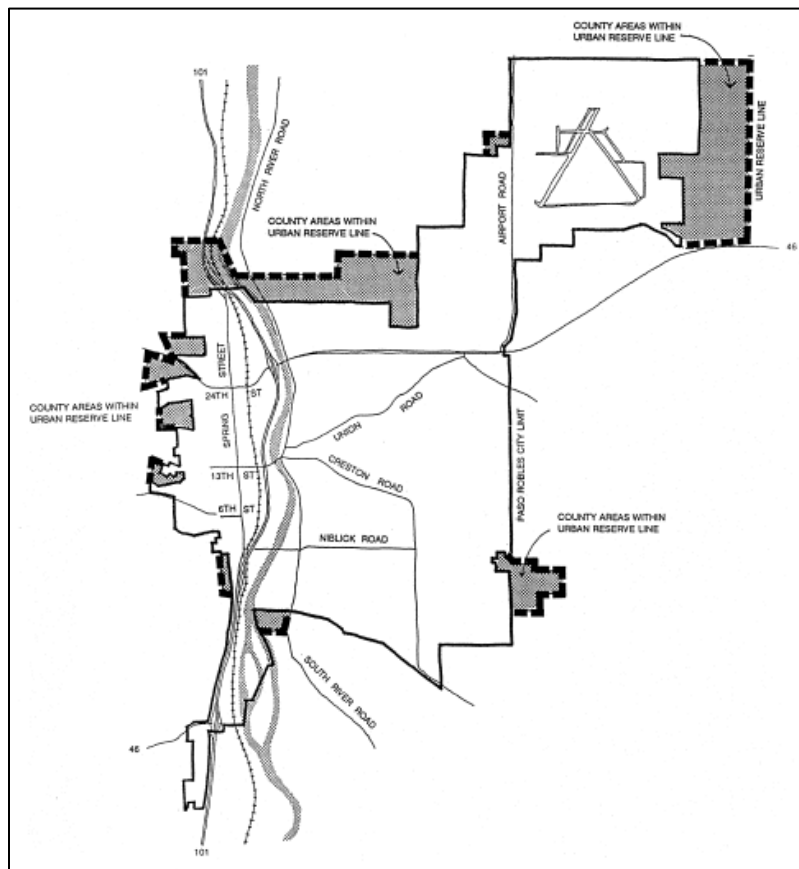 COUNTY AREAS WITHIN
URBAN RESERVE LINE
101
NORTH RIVER ROAD
URBAN RESERVE LINE
AIRPORT ROAD
COUNTY AREAS WITHIN
URBAN RESERVE LINE
46
STREET
24TH ST
UNION ROAD
COUNTY AREAS WITHIN
URBAN RESERVE LINE
SPRING
CRESTON ROAD
13TH ST
PASO ROBLES CITY LIMIT
6TH ST
COUNTY AREAS WITHIN
URBAN RESERVE LINE
NIBLICK ROAD
SOUTH RIVER ROAD
46
101